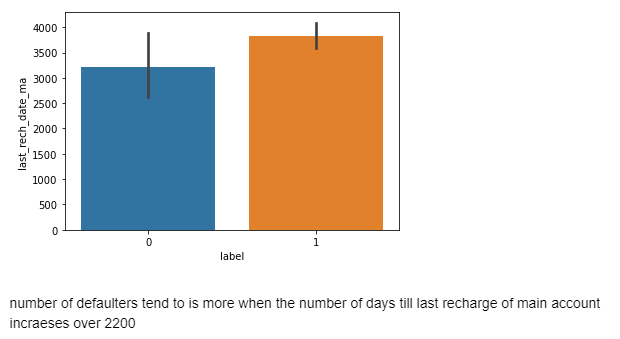 4000
3500
3000
2500
2000
1500
1000
500
0
last_rech_date_ma
0 1
label
number of defaulters tend to is more when the number of days till last recharge of main account
incraeses over 2200